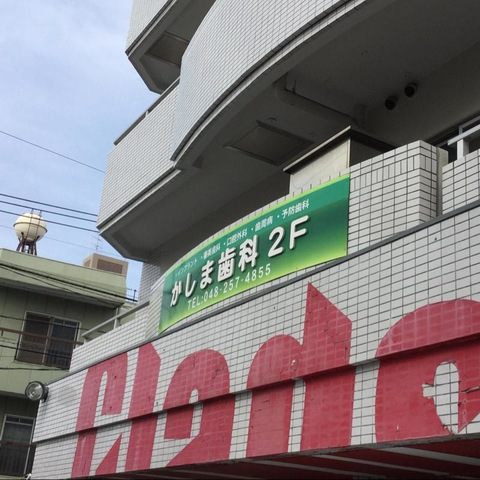 ・インプラント ・審美歯科 ・口腔外科 ・歯周病 ・予防歯科
かしま歯科 2F
TEL:048-257-4855